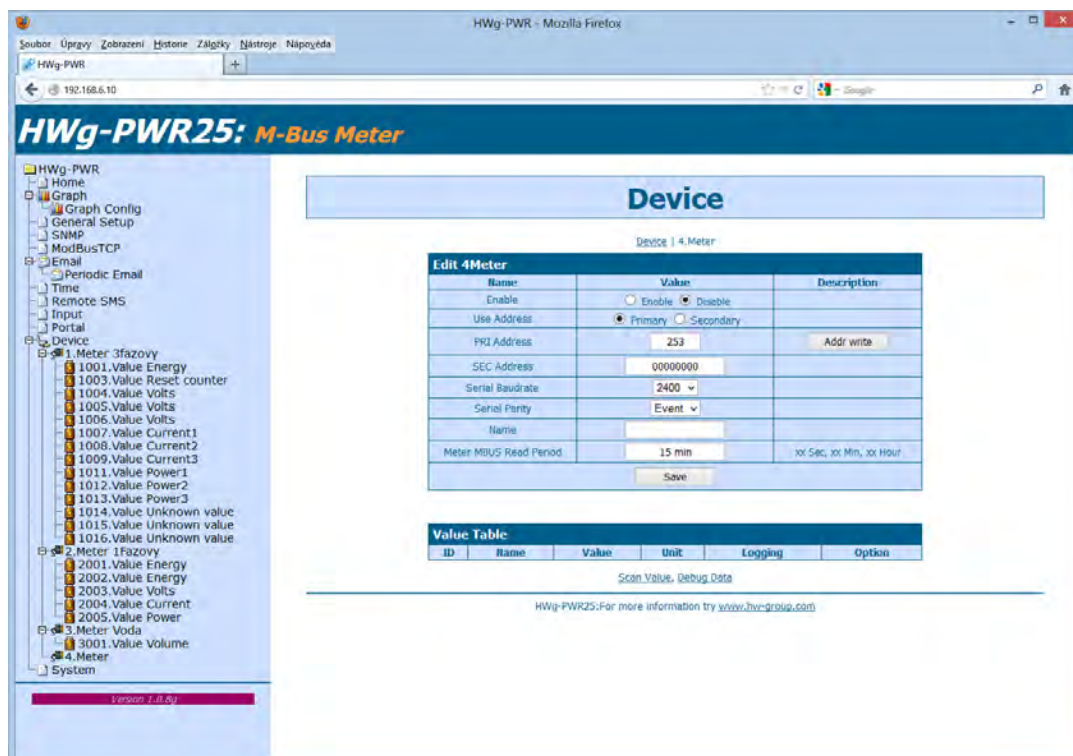 HWg-PWR - Mozilla Firefox
Soubor Úpravy Zobrazení Historie Záložky Nástroje Nápověda
HWg-PWR
192.168.6.10
Google
HWg-PWR25: M-Bus Meter
HWg-PWR
Home
Graph
Graph Config
General Setup
SNMP
ModBusTCP
Email
Periodic Email
Time
Remote SMS
Input
Portal
Device
1.Meter 3fazovy
1001.Value Energy
1003.Value Reset counter
1004.Value Volts
1005.Value Volts
1006.Value Volts
1007.Value Current1
1008.Value Current2
1009.Value Current3
1011.Value Power1
1012.Value Power2
1013.Value Power3
1014.Value Unknown value
1015.Value Unknown value
1016.Value Unknown value
2.Meter 1Fazovy
2001.Value Energy
2002.Value Energy
2003.Value Volts
2004.Value Current
2005.Value Power
3.Meter Voda
3001.Value Volume
4.Meter
System
Version 1.0.8g
Device
Device | 4.Meter
Edit 4Meter
Name Value Description
Enable Enable Disable
Use Address Primary Secondary
PRI Address 253 Addr write
SEC Address 00000000
Serial Baudrate 2400
Serial Parity Event
Name
Meter MBUS Read Period 15 min xx Sec, xx Min, xx Hour
Save
Value Table
ID Name Value Unit Logging Option
Scan Value, Debug Data
HWg-PWR25:For more information try www.hw-group.com